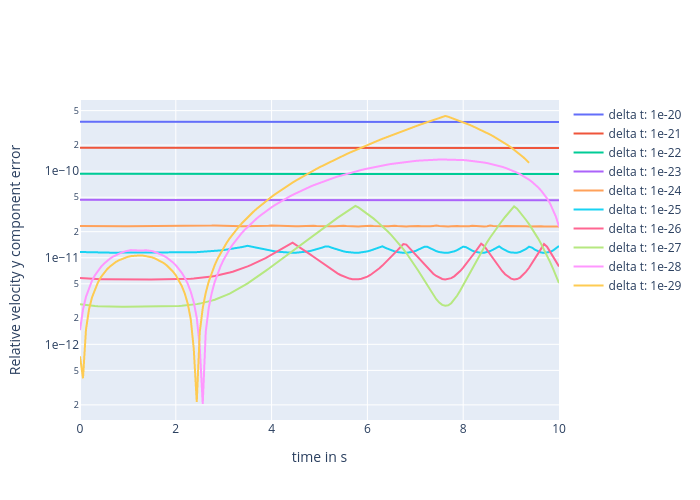 5
2
1e−10
5
2
1e−11
5
2
1e−12
5
2
0
2
4
6
8
10
time in s
Relative velocity y component error
delta t: 1e-20
delta t: 1e-21
delta t: 1e-22
delta t: 1e-23
delta t: 1e-24
delta t: 1e-25
delta t: 1e-26
delta t: 1e-27
delta t: 1e-28
delta t: 1e-29